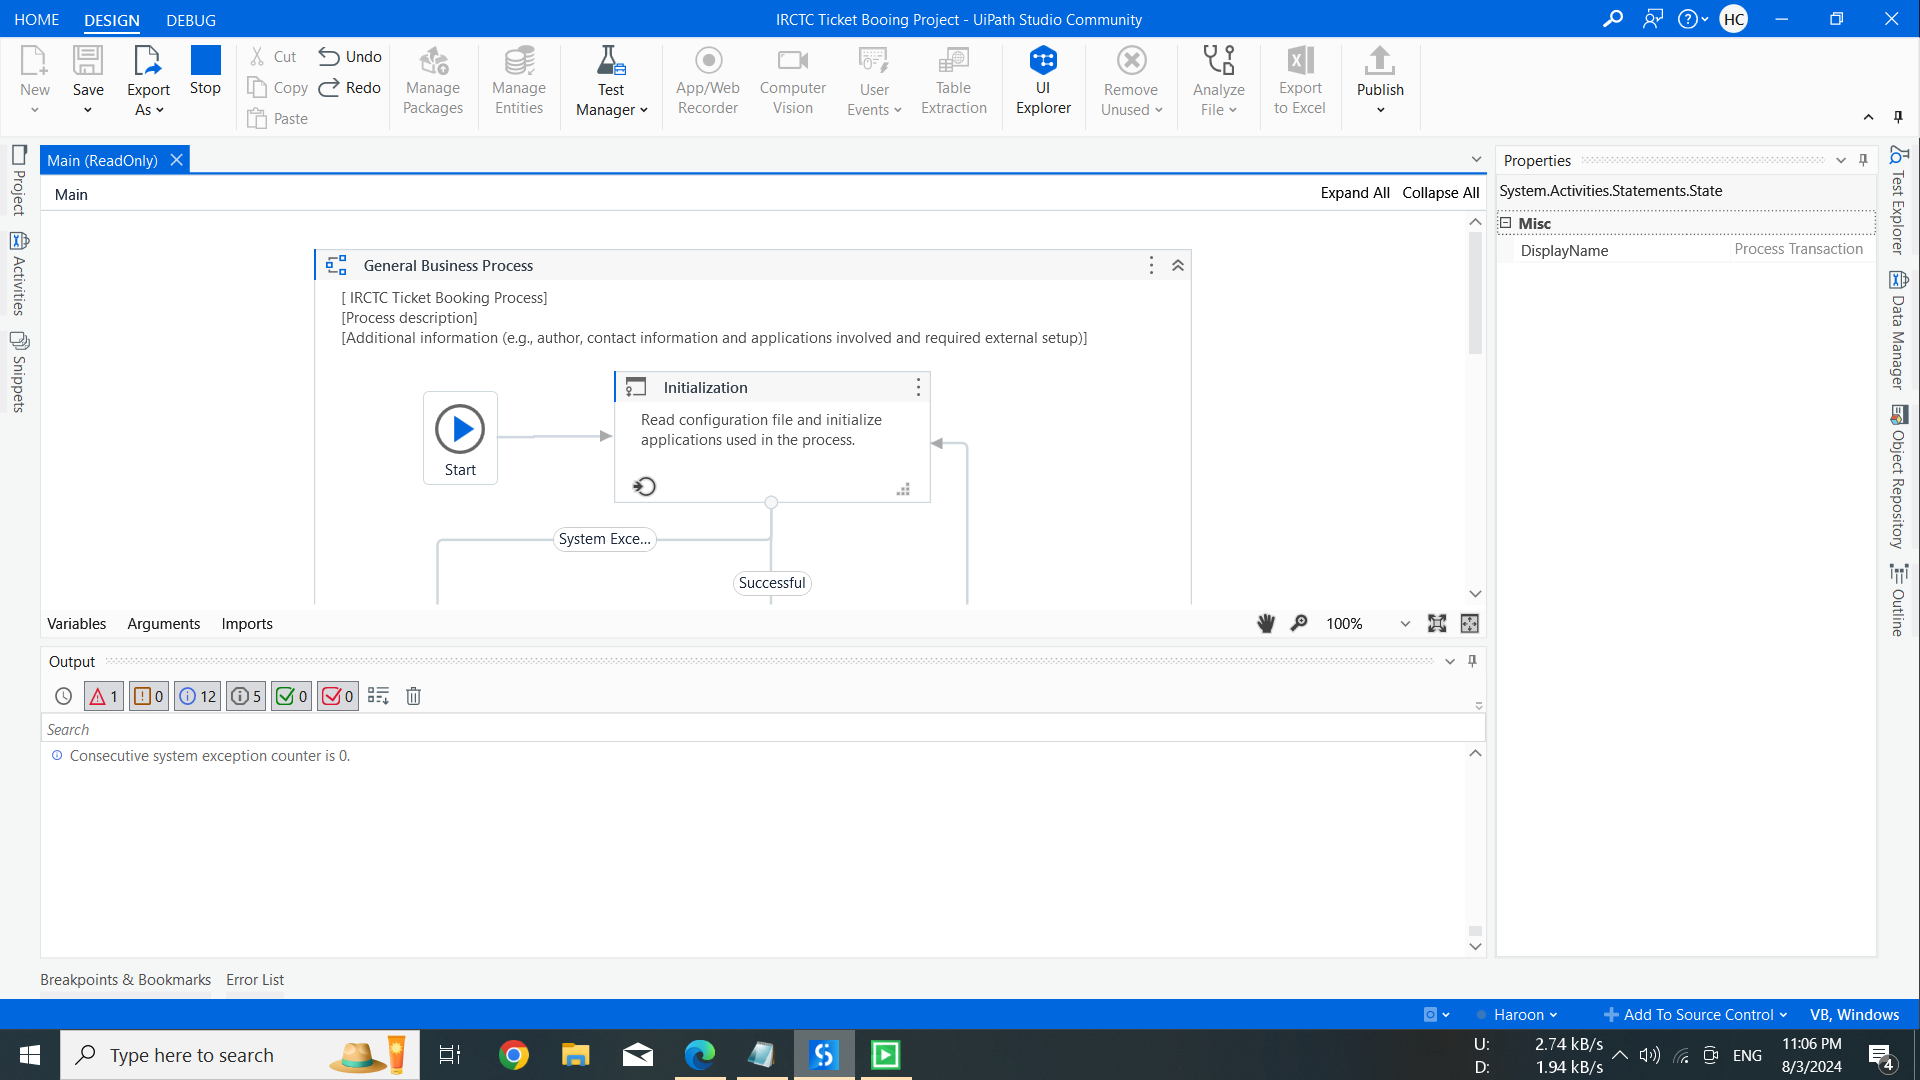 HOME DESIGN DEBUG IRCTC Ticket Booing Project - UiPath Studio Community HC
New Save Export As Stop Cut Copy Paste Undo Redo Manage Packages Manage Entities Test Manager App/Web Recorder Computer Vision User Events Table Extraction UI Explorer Remove Unused Analyze File Export to Excel Publish
Main (ReadOnly)
Main Expand All Collapse All
Project
Activities
Snippets
General Business Process
[ IRCTC Ticket Booking Process]
[Process description]
[Additional information (e.g., author, contact information and applications involved and required external setup)]
Start
Initialization
Read configuration file and initialize
applications used in the process.
System Exce...
Successful
Variables Arguments Imports 100%
Properties
System.Activities.Statements.State
Misc
DisplayName Process Transaction
Test Explorer
Data Manager
Object Repository
Outline
Output
1 0 12 5 0 0
Search
Consecutive system exception counter is 0.
Breakpoints & Bookmarks Error List
Haroon Add To Source Control VB, Windows
Type here to search
U: 2.74 kB/s
D: 1.94 kB/s
ENG
11:06 PM
8/3/2024
4